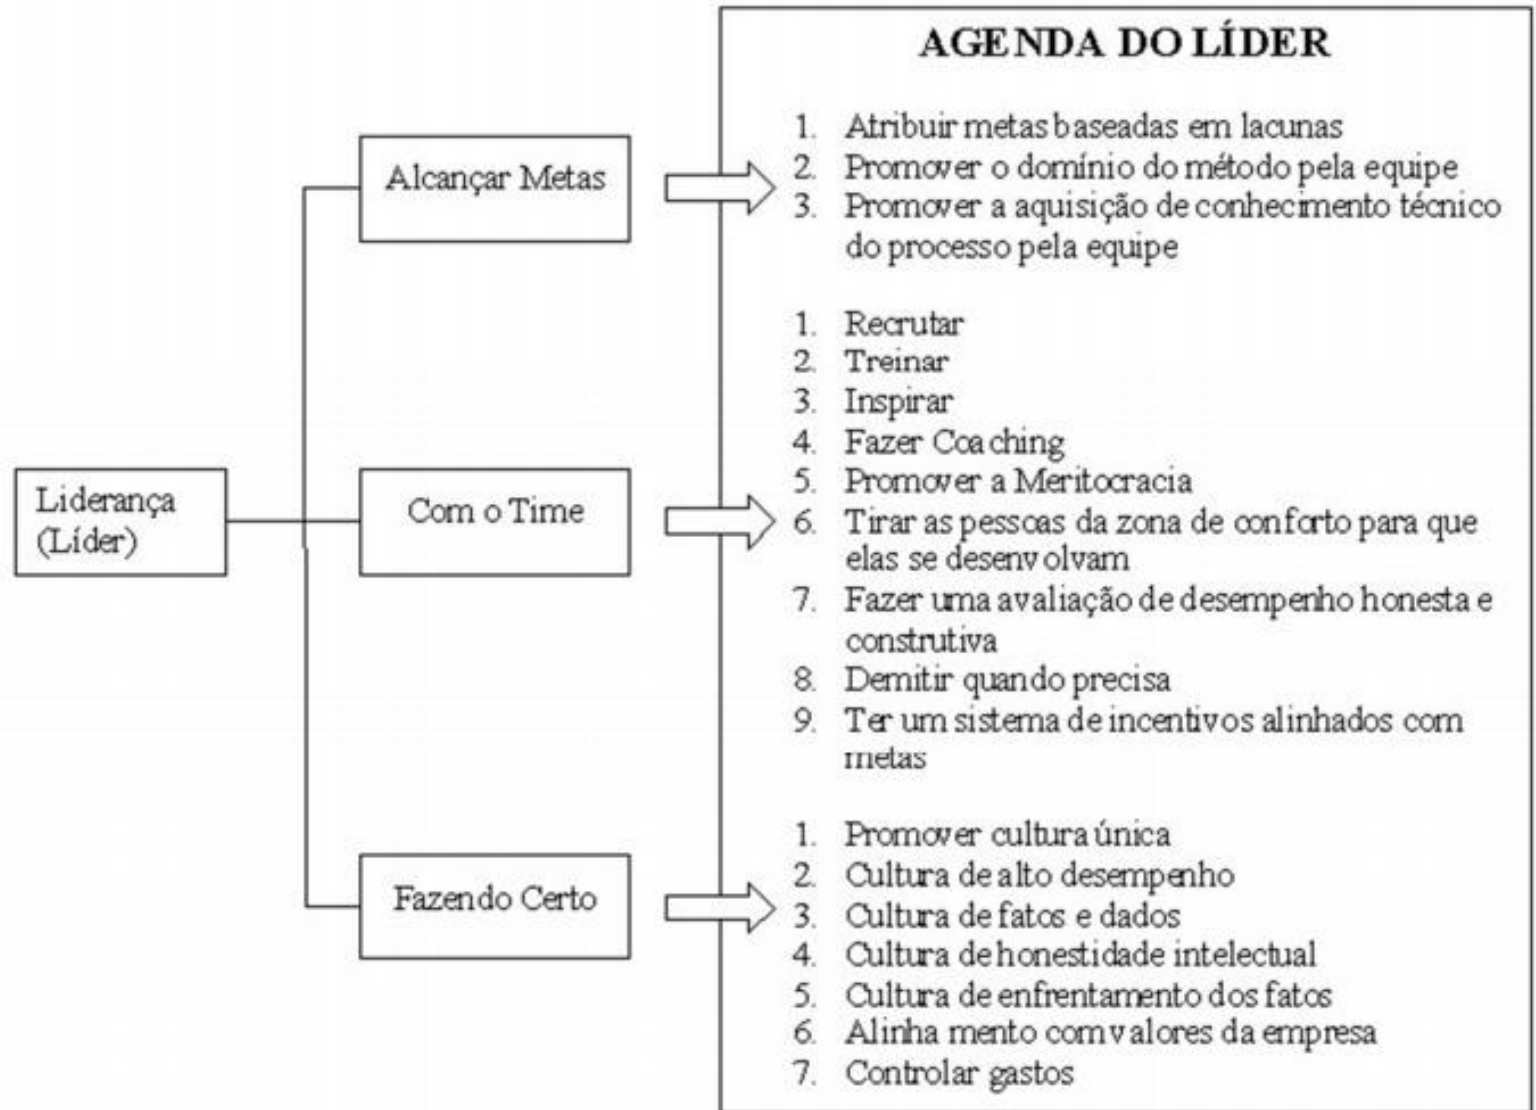 AGENDA DO LÍDER
Alcançar Metas
1. Atribuir metas baseadas em lacunas
2. Promover o domínio do método pela equipe
3. Promover a aquisição de conhecimento técnico
do processo pela equipe
Liderança
(Líder)
Com o Time
1. Recrutar
2. Treinar
3. Inspirar
4. Fazer Coaching
5. Promover a Meritocracia
6. Tirar as pessoas da zona de conforto para que
elas se desenvolvam
7. Fazer uma avaliação de desempenho honesta e
construtiva
8. Demitir quando precisa
9. Ter um sistema de incentivos alinhados com
metas
Fazendo Certo
1. Promover cultura única
2. Cultura de alto desempenho
3. Cultura de fatos e dados
4. Cultura de honestidade intelectual
5. Cultura de enfrentamento dos fatos
6. Alinha mento com valores da empresa
7. Controlar gastos